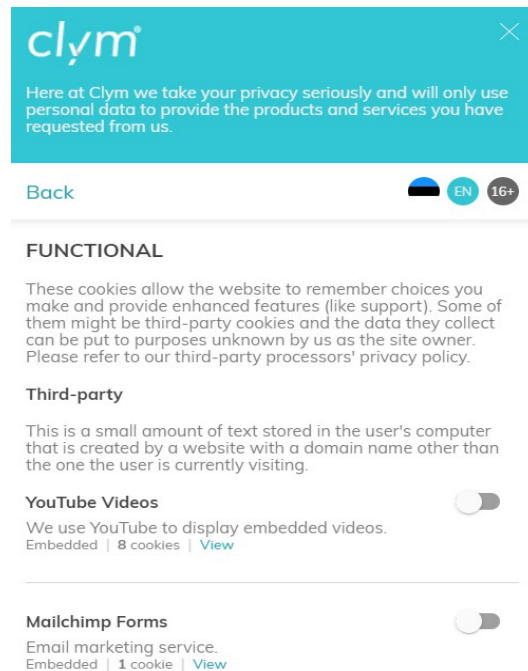 clym
Here at Clym we take your privacy seriously and will only use
personal data to provide the products and services you have
requested from us.
Back
EN
16+
FUNCTIONAL
These cookies allow the website to remember choices you
make and provide enhanced features (like support). Some of
them might be third-party cookies and the data they collect
can be put to purposes unknown by us as the site owner.
Please refer to our third-party processors' privacy policy.
Third-party
This is a small amount of text stored in the user's computer
that is created by a website with a domain name other than
the one the user is currently visiting.
YouTube Videos
We use YouTube to display embedded videos.
Embedded | 8 cookies | View
Mailchimp Forms
Email marketing service.
Embedded | 1 cookie | View